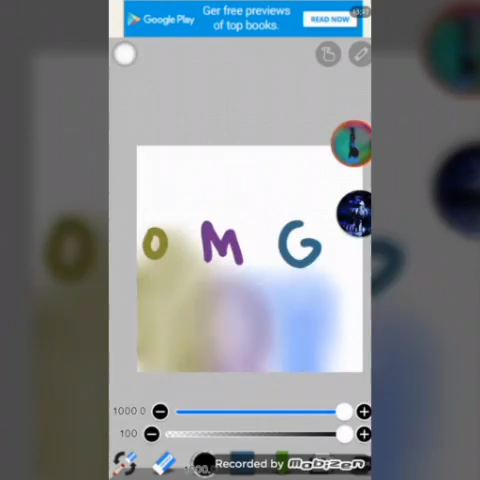 Google Play
Get free previews
of top books.
READ NOW
O M G
1000.0
100
Recorded by MOBIZEN